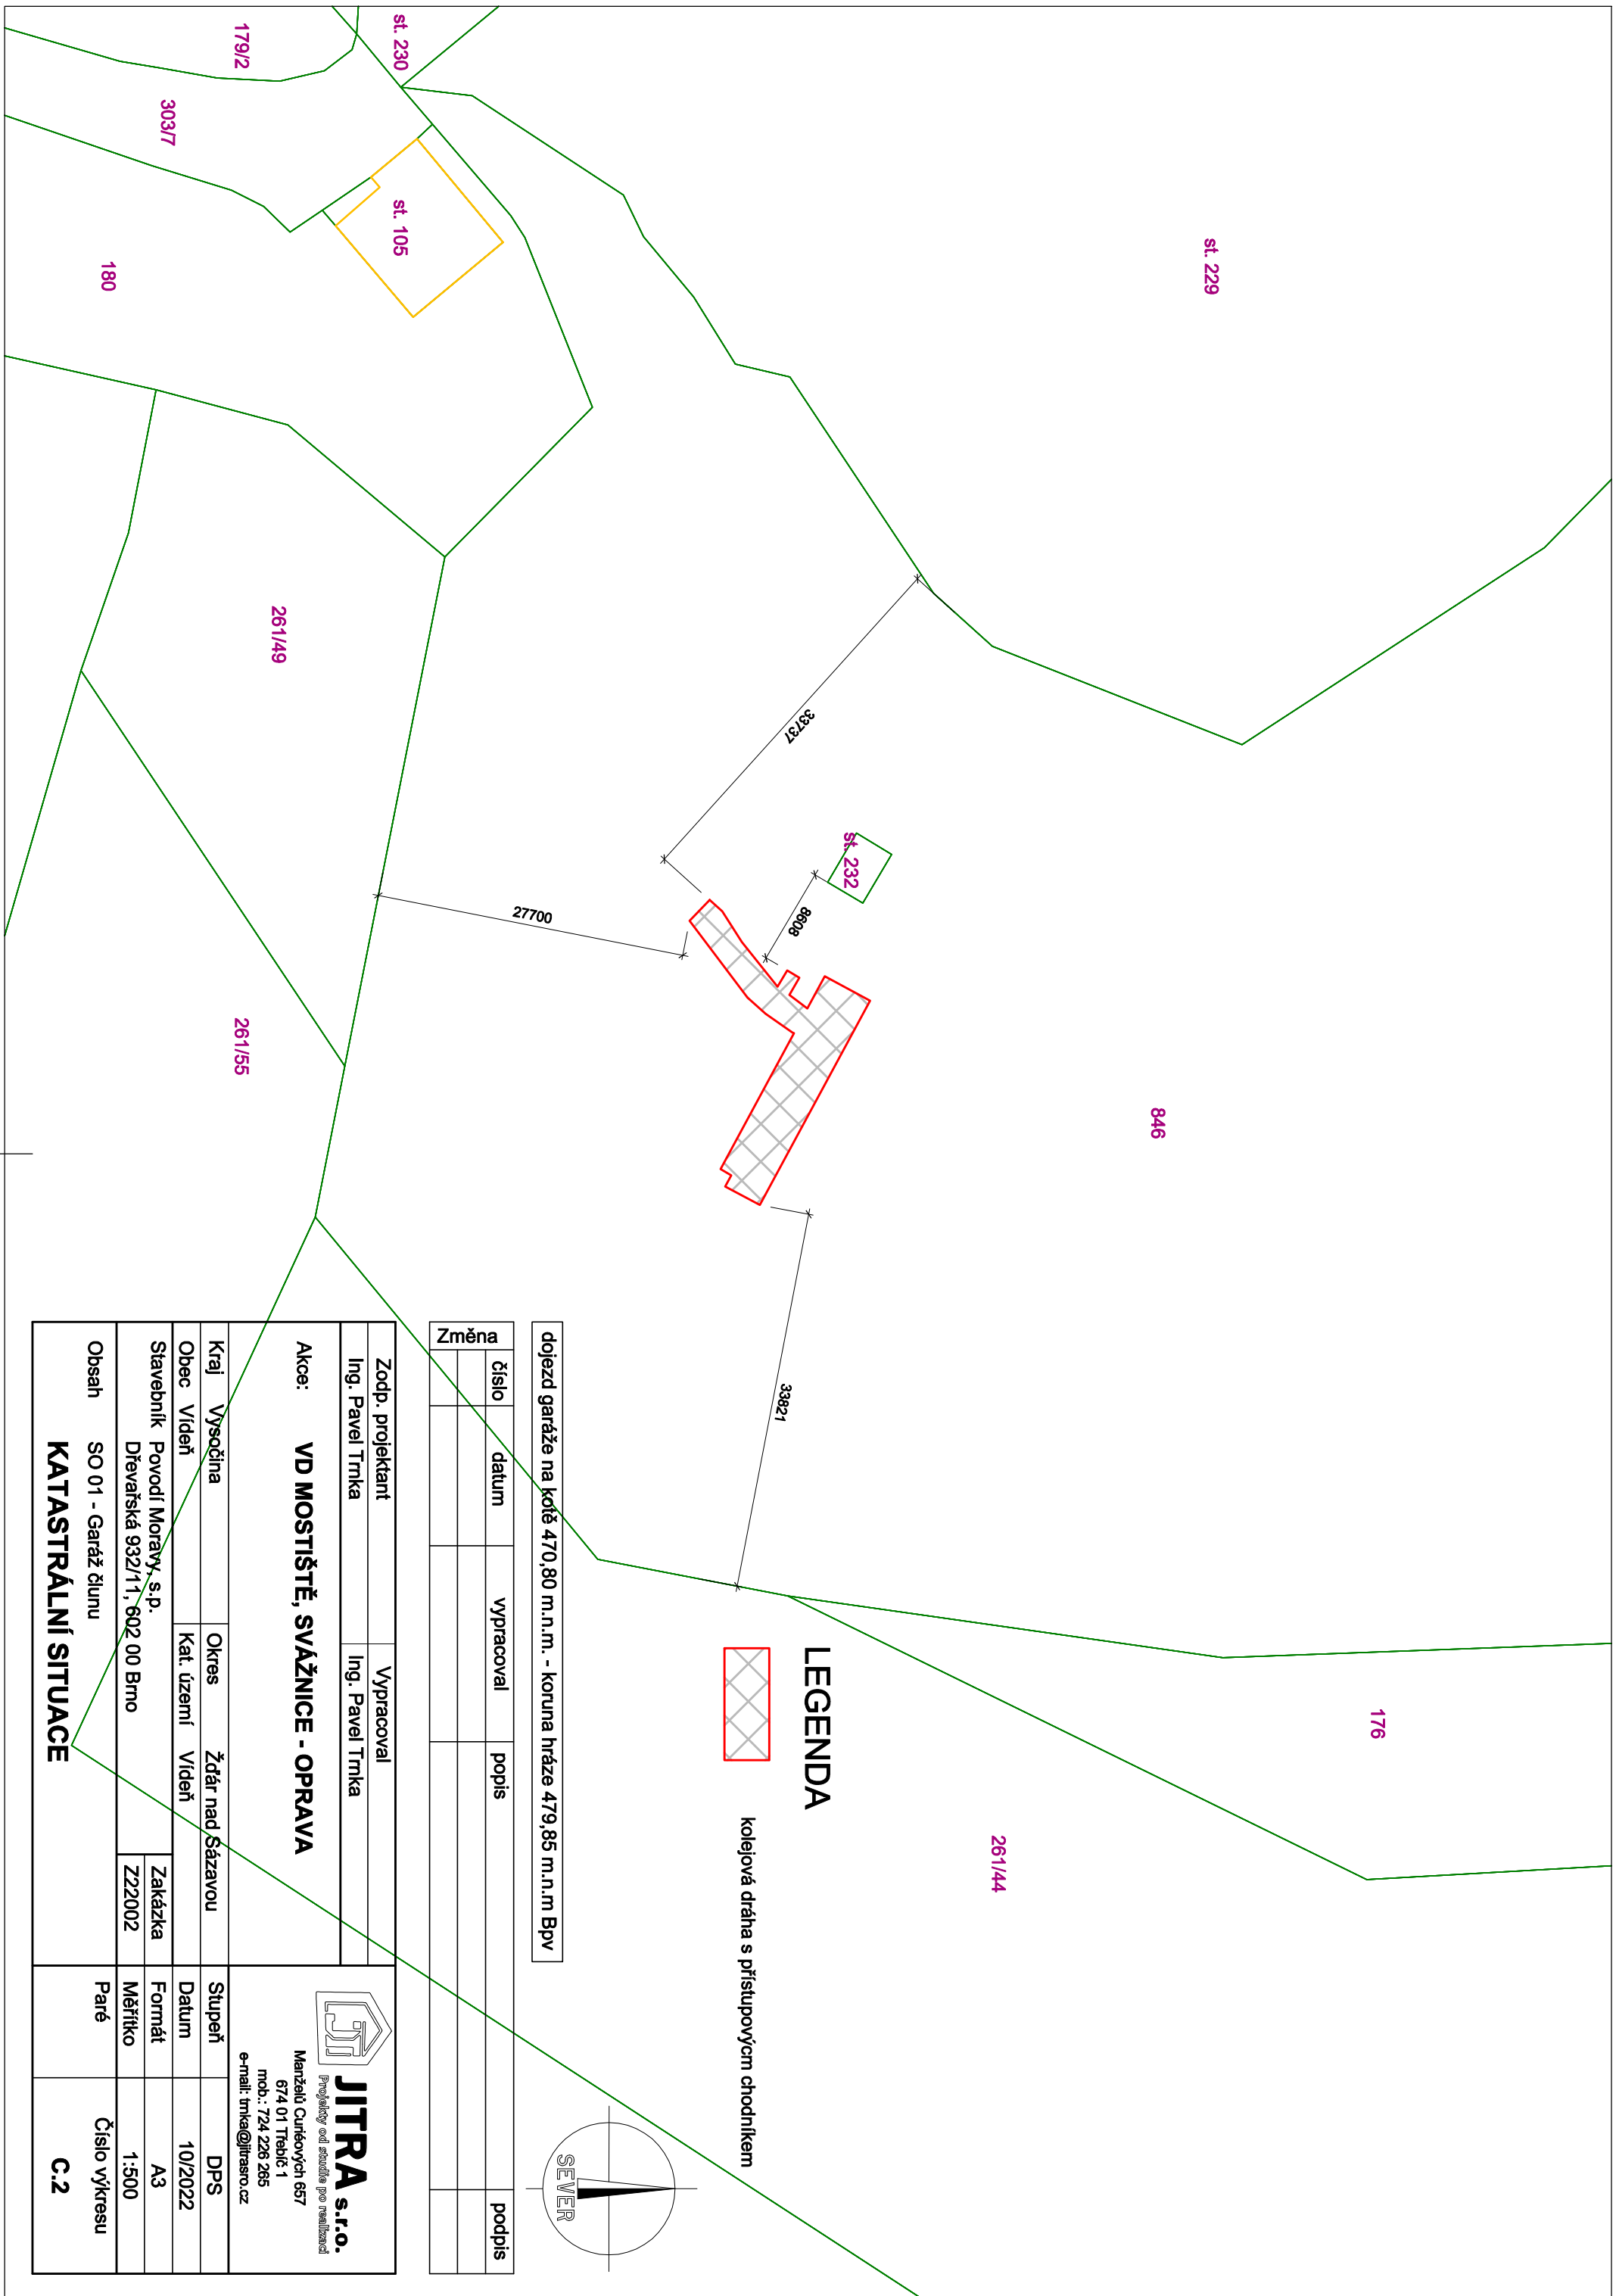 st. 230
179/2
303/7
st. 105
180
st. 229
261/49
261/55
33737
st. 232
8608
27700
846
33821
176
261/44
LEGENDA
kolejová dráha s přístupovýcm chodníkem
dojezd garáže na kotě 470,80 m.n.m. - koruna hráze 479,85 m.n.m Bpv
SEVER
Změna
číslo datum vypracoval popis podpis
Zodp. projektant Vypracoval
Ing. Pavel Trnka Ing. Pavel Trnka
JITRA s.r.o.
Projekty od studie po realizaci
Manželů Curiéových 657
674 01 Třebíč 1
mob.: 724 226 265
e-mail: trnka@jitrasro.cz
Akce: VD MOSTIŠTĚ, SVÁŽNICE - OPRAVA
Kraj Vysočina Okres Žďár nad Sázavou
Obec Vídeň Kat. území Vídeň
Stavebník Povodí Moravy, s.p.
Dřevařská 932/11, 602 00 Brno
Zakázka
Z22002
Stupeň DPS
Datum 10/2022
Formát A3
Měřítko 1:500
Obsah SO 01 - Garáž člunu
KATASTRÁLNÍ SITUACE
Paré Číslo výkresu
C.2